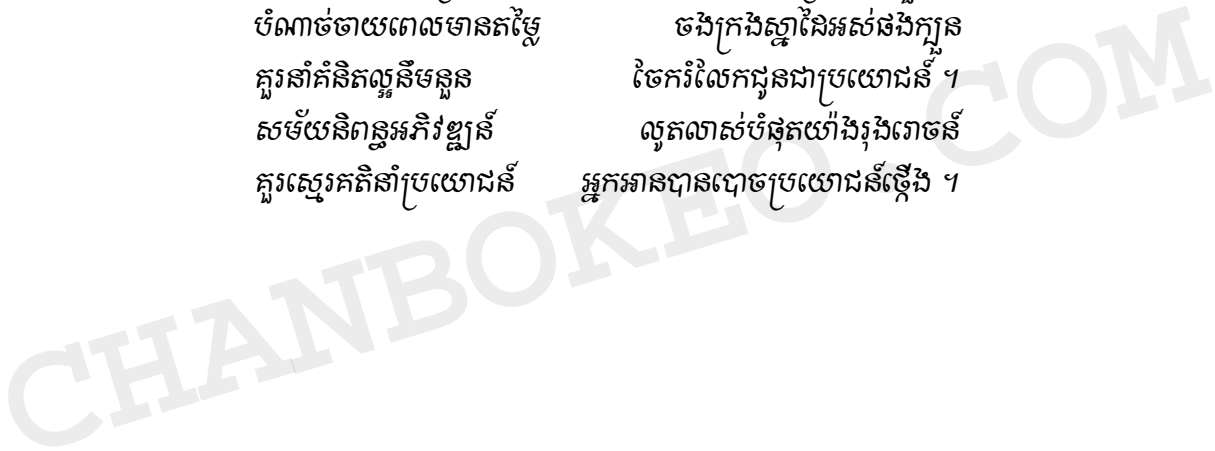 បំណាច់ចាយពេលមានតម្លៃ ចងក្រងស្នាដៃអស់ផងក្បួន
គួរនាំគំនិតល្អនឹមនួន ចែករំលែកជូនជាប្រយោជន៍ ។
សម័យនិពន្ធអភិវឌ្ឍន៍ លូតលាស់បំផុតយ៉ាងរុងរោចន៍
គួរស្មេរគតិនាំប្រយោជន៍ អ្នកអានបានបោចប្រយោជន៍ថ្កើង ។
CHANBOKEO . COM